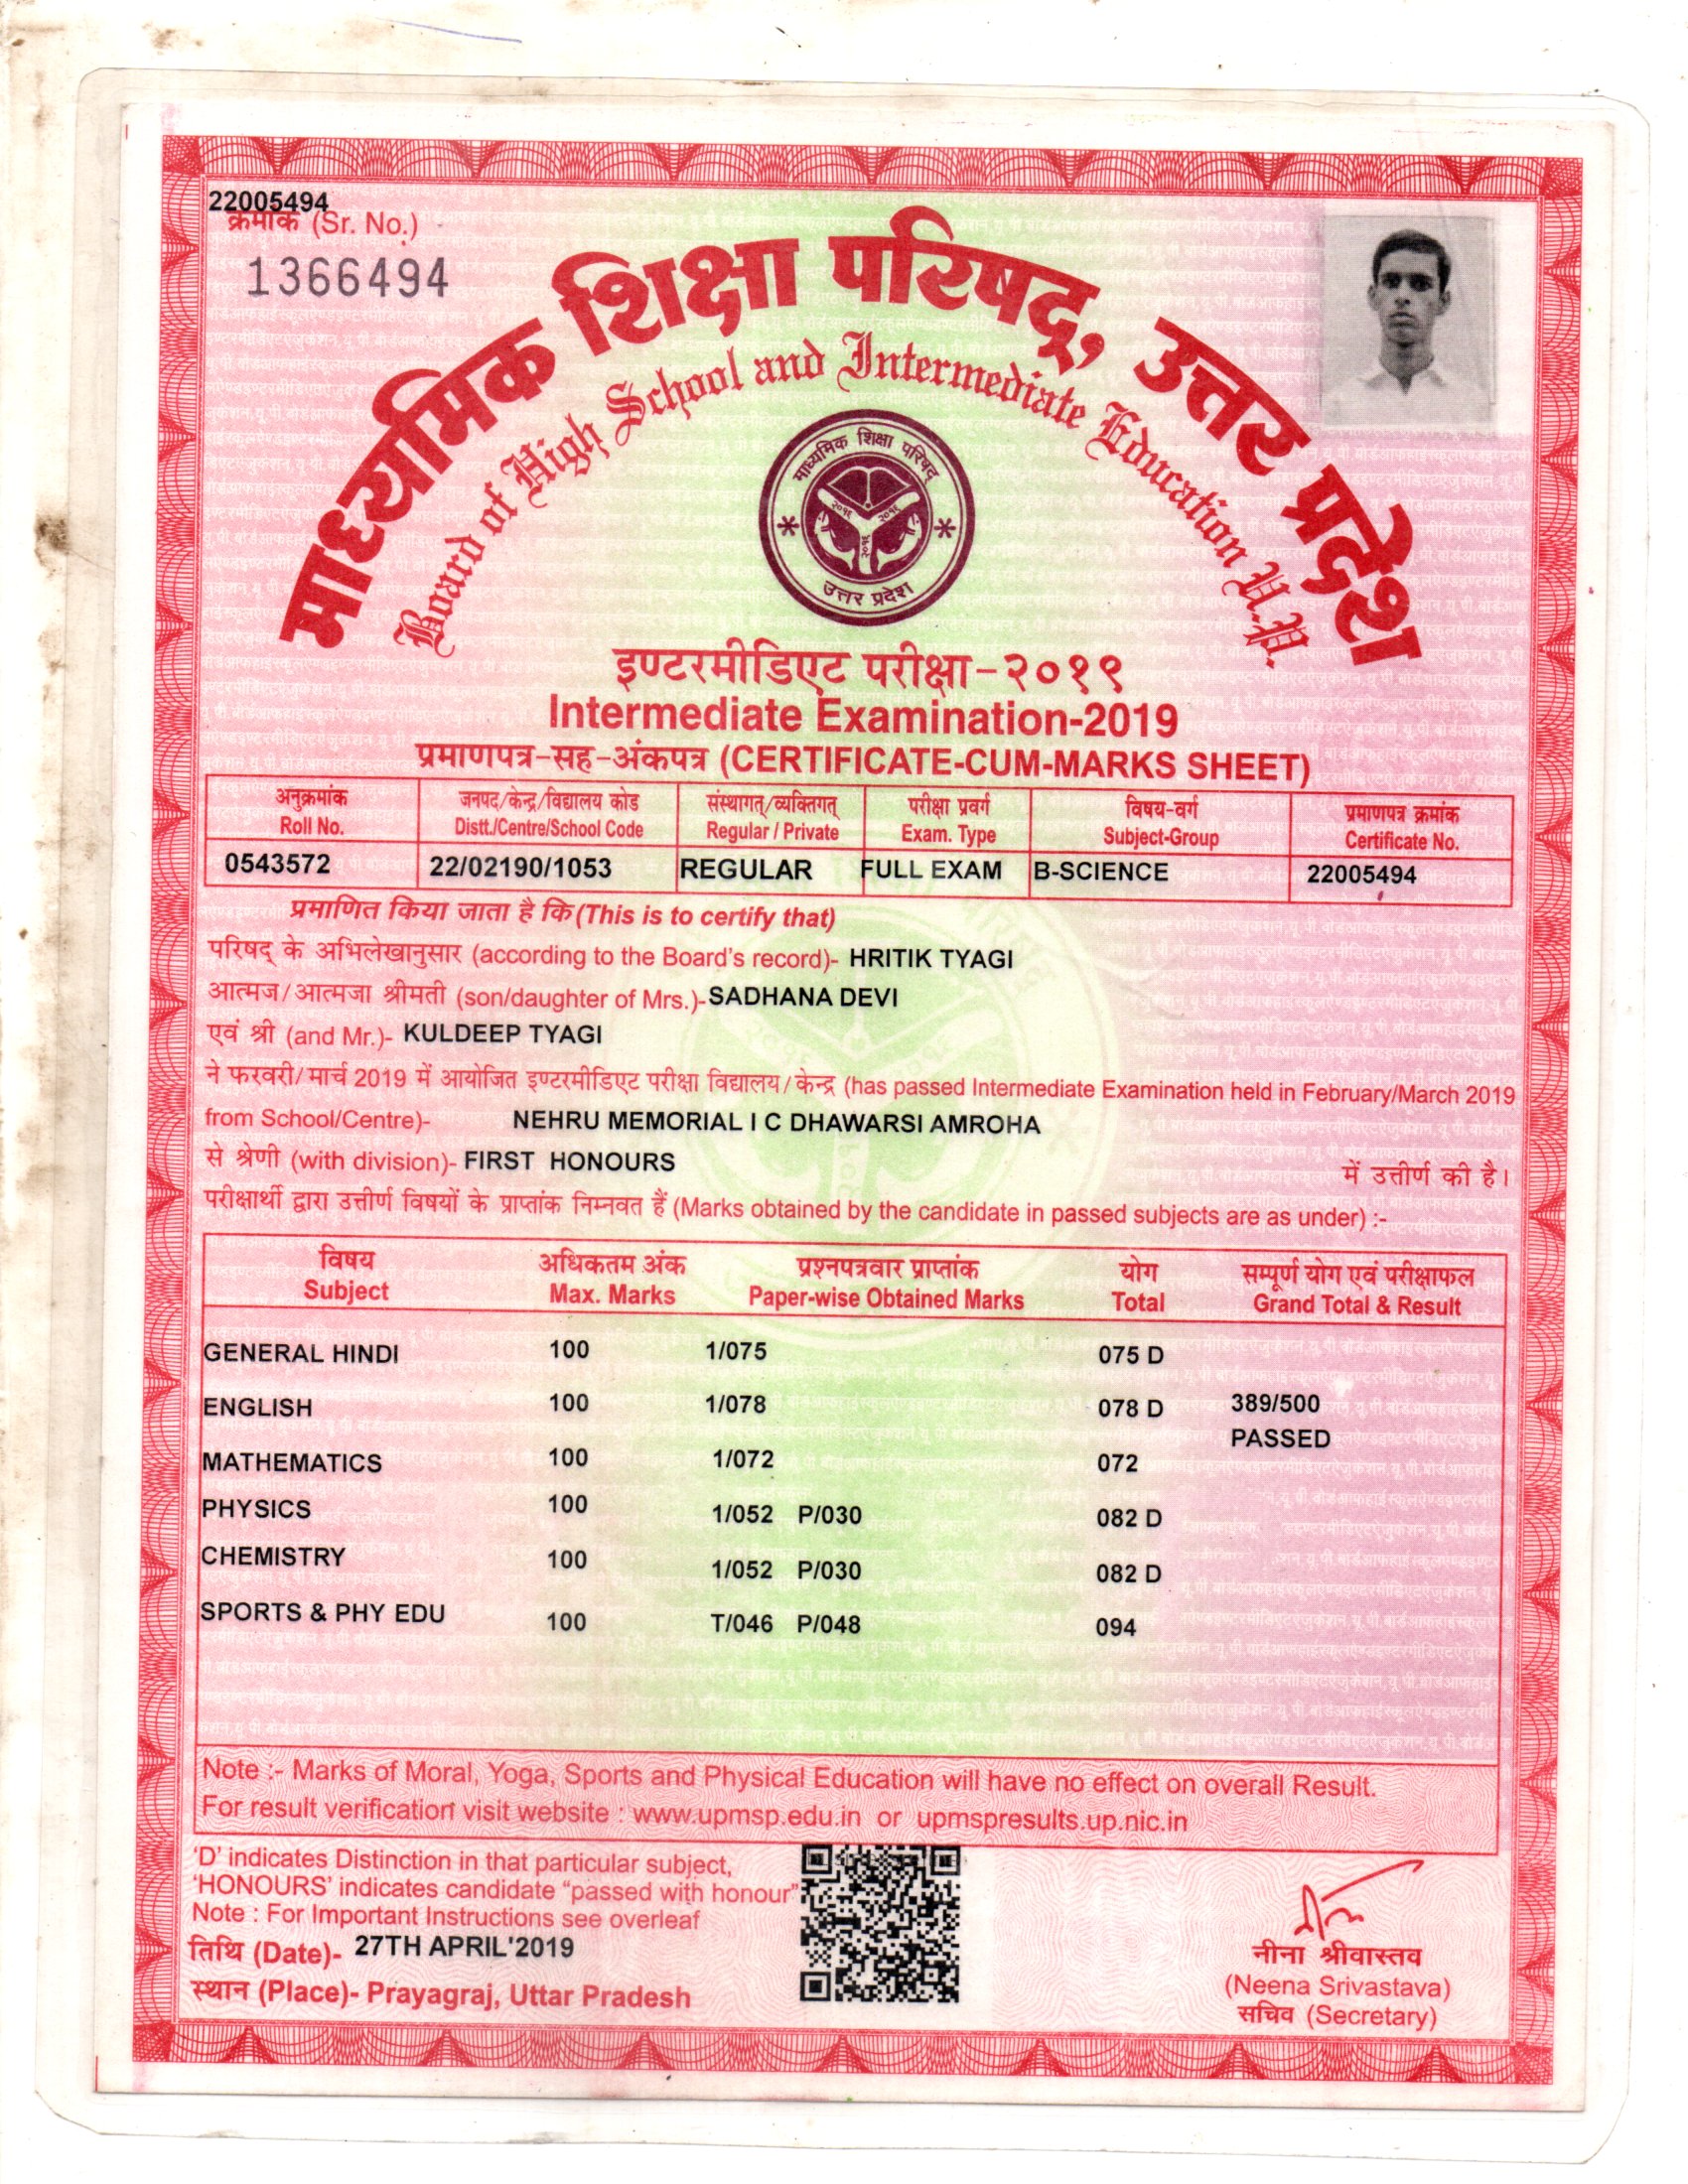 22005494
क्रमांक (Sr. No.)
1366494
माध्यमिक शिक्षा परिषद्, उत्तर प्रदेश
Board of High School and Intermediate Education U.P.
माध्यमिक शिक्षा परिषद
उत्तर प्रदेश
इण्टरमीडिएट परीक्षा-२०१९
Intermediate Examination-2019
प्रमाणपत्र-सह-अंकपत्र (CERTIFICATE-CUM-MARKS SHEET)
अनुक्रमांक जनपद/केन्द्र/विद्यालय कोड संस्थागत्/व्यक्तिगत् परीक्षा प्रवर्ग विषय-वर्ग प्रमाणपत्र क्रमांक
Roll No. Distt./Centre/School Code Regular / Private Exam. Type Subject-Group Certificate No.
0543572 22/02190/1053 REGULAR FULL EXAM B-SCIENCE 22005494
प्रमाणित किया जाता है कि (This is to certify that)
परिषद् के अभिलेखानुसार (according to the Board's record)- HRITIK TYAGI
आत्मज/आत्मजा श्रीमती (son/daughter of Mrs.)- SADHANA DEVI
एवं श्री (and Mr.)- KULDEEP TYAGI
ने फरवरी/मार्च 2019 में आयोजित इण्टरमीडिएट परीक्षा विद्यालय/केन्द्र (has passed Intermediate Examination held in February/March 2019
from School/Centre)- NEHRU MEMORIAL I C DHAWARSI AMROHA
से श्रेणी (with division)- FIRST HONOURS में उत्तीर्ण की है।
परीक्षार्थी द्वारा उत्तीर्ण विषयों के प्राप्तांक निम्नवत हैं (Marks obtained by the candidate in passed subjects are as under) :-
विषय अधिकतम अंक प्रश्नपत्रवार प्राप्तांक योग सम्पूर्ण योग एवं परीक्षाफल
Subject Max. Marks Paper-wise Obtained Marks Total Grand Total & Result
GENERAL HINDI 100 1/075 075 D
ENGLISH 100 1/078 078 D 389/500
PASSED
MATHEMATICS 100 1/072 072
PHYSICS 100 1/052 P/030 082 D
CHEMISTRY 100 1/052 P/030 082 D
SPORTS & PHY EDU 100 T/046 P/048 094
Note :- Marks of Moral, Yoga, Sports and Physical Education will have no effect on overall Result.
For result verification visit website : www.upmsp.edu.in or upmspresults.up.nic.in
'D' indicates Distinction in that particular subject,
'HONOURS' indicates candidate "passed with honour"
Note : For Important Instructions see overleaf
तिथि (Date)- 27TH APRIL'2019
स्थान (Place)- Prayagraj, Uttar Pradesh
नीना श्रीवास्तव
(Neena Srivastava)
सचिव (Secretary)